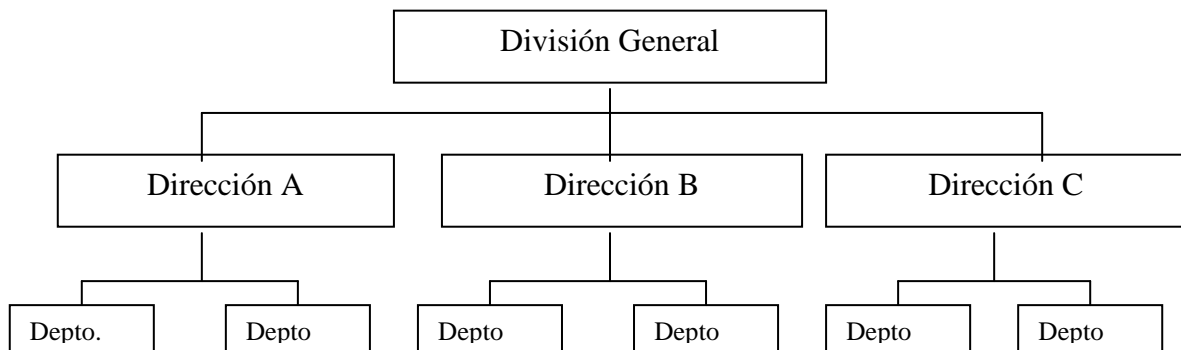 División General
Dirección A
Dirección B
Dirección C
Depto.
Depto
Depto
Depto
Depto
Depto